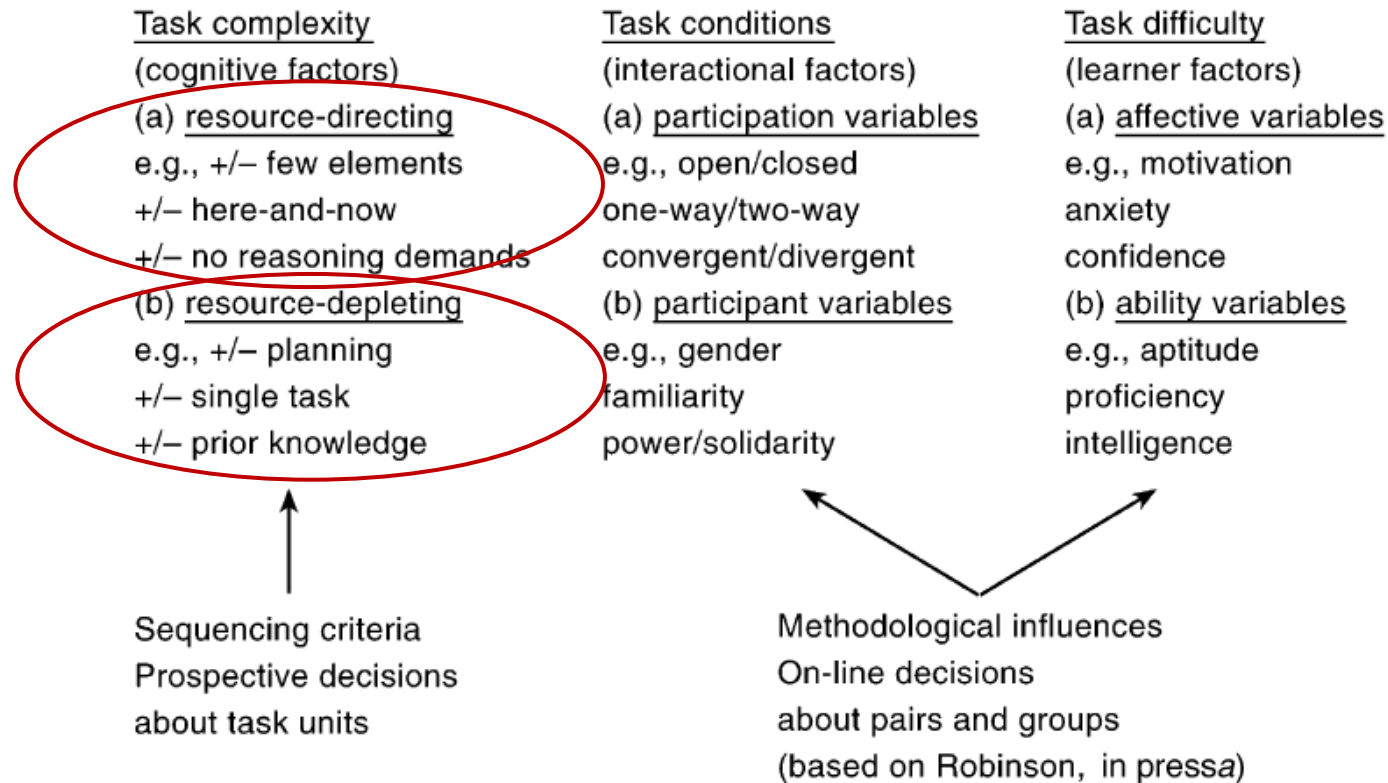 Task complexity
(cognitive factors)
(a) resource-directing
e.g., +/– few elements
+/– here-and-now
+/– no reasoning demands
(b) resource-depleting
e.g., +/– planning
+/– single task
+/– prior knowledge
Sequencing criteria
Prospective decisions
about task units
Task conditions
(interactional factors)
(a) participation variables
e.g., open/closed
one-way/two-way
convergent/divergent
(b) participant variables
e.g., gender
familiarity
power/solidarity
Task difficulty
(learner factors)
(a) affective variables
e.g., motivation
anxiety
confidence
(b) ability variables
e.g., aptitude
proficiency
intelligence
Methodological influences
On-line decisions
about pairs and groups
(based on Robinson, in pressa)